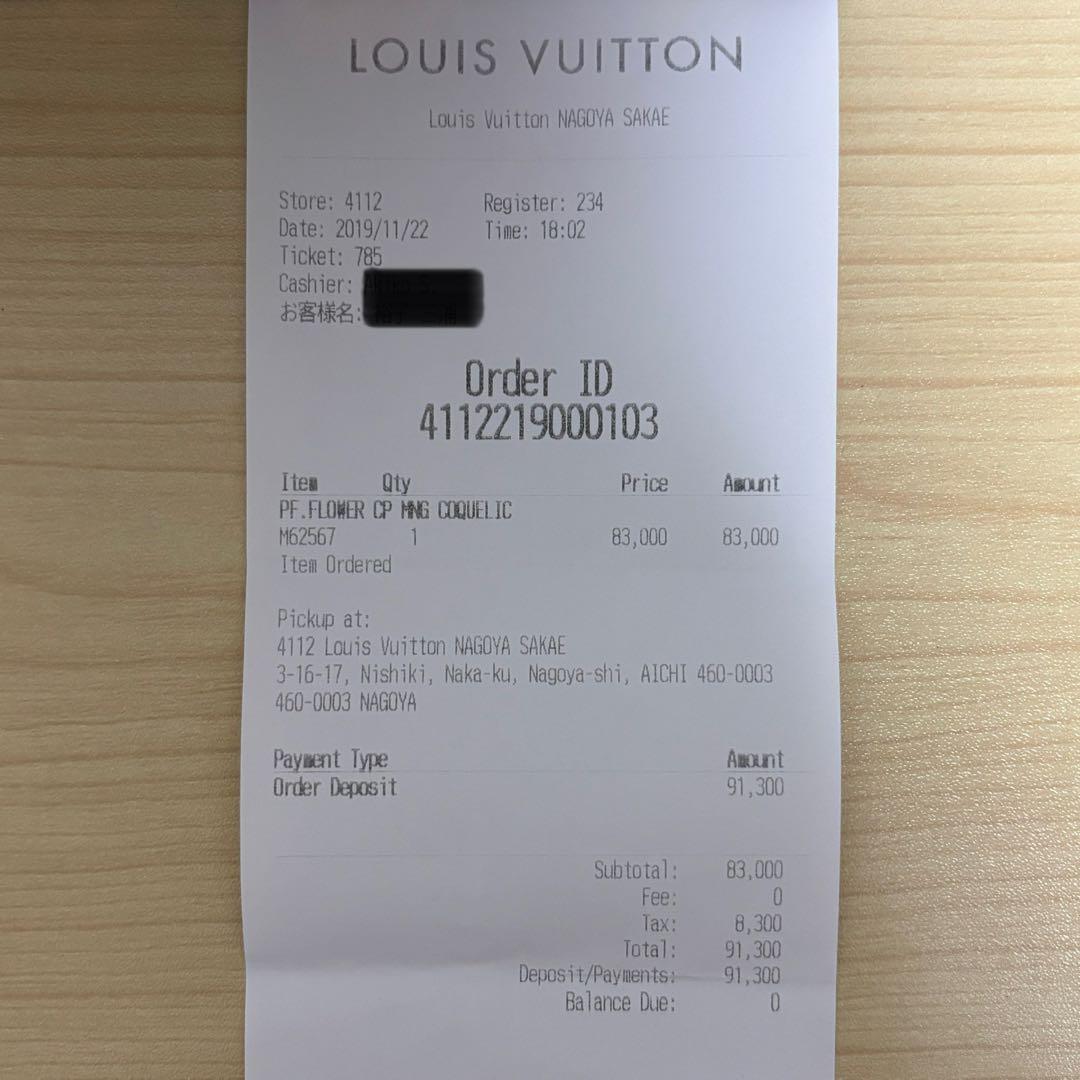 LOUIS VUITTON
Louis Vuitton NAGOYA SAKAE
Store: 4112 Register: 234
Date: 2019/11/22 Time: 18:02
Ticket: 785
Cashier:
お客様名:
Order ID
4112219000103
Item Qty Price Amount
PF.FLOWER CP MNG COQUELIC
M62567 1 83,000 83,000
Item Ordered
Pickup at:
4112 Louis Vuitton NAGOYA SAKAE
3-16-17, Nishiki, Naka-ku, Nagoya-shi, AICHI 460-0003
460-0003 NAGOYA
Payment Type Amount
Order Deposit 91,300
Subtotal: 83,000
Fee: 0
Tax: 8,300
Total: 91,300
Deposit/Payments: 91,300
Balance Due: 0